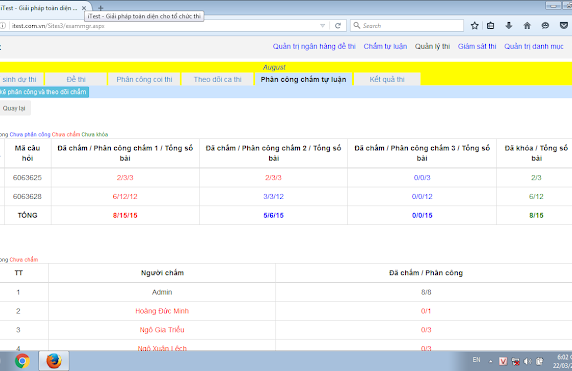 iTest - Giải pháp toàn diện ...
iTest - Giải pháp toàn diện cho tổ chức thi
itest.com.vn/Sites3/exammgr.aspx
Search
Quản trị ngân hàng đề thi Chấm tự luận Quản lý thi Giám sát thi Quản trị danh mục
August
sinh dự thi Đề thi Phân công coi thi Theo dõi ca thi Phân công chấm tự luận Kết quả thi
kê phân công và theo dõi chấm
Quay lại
ong Chưa phân công Chưa chấm Chưa khóa
Mã câu hỏi Đã chấm / Phân công chấm 1 / Tổng số bài Đã chấm / Phân công chấm 2 / Tổng số bài Đã chấm / Phân công chấm 3 / Tổng số bài Đã khóa / Tổng số bài
6063625 2/3/3 2/3/3 0/0/3 2/3
6063628 6/12/12 3/3/12 0/0/12 6/12
TỔNG 8/15/15 5/6/15 0/0/15 8/15
ong Chưa chấm
TT Người chấm Đã chấm / Phân công
1 Admin 8/8
2 Hoàng Đức Minh 0/1
3 Ngô Gia Triều 0/3
4 Ngô Xuân Lệch 0/3
EN
6:02
22/03/